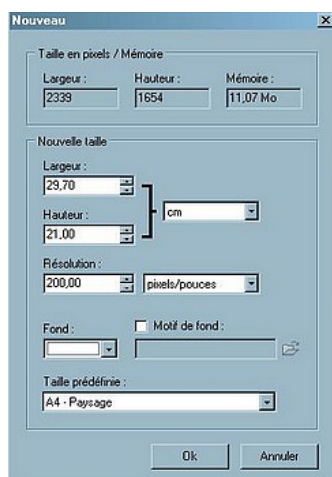 Nouveau
Taille en pixels / Mémoire
Largeur : Hauteur : Mémoire :
2339 1654 11,07 Mo
Nouvelle taille
Largeur :
29,70
cm
Hauteur :
21,00
Résolution :
200,00 pixels/pouces
Fond : Motif de fond :
Taille prédéfinie :
A4 - Paysage
Ok Annuler